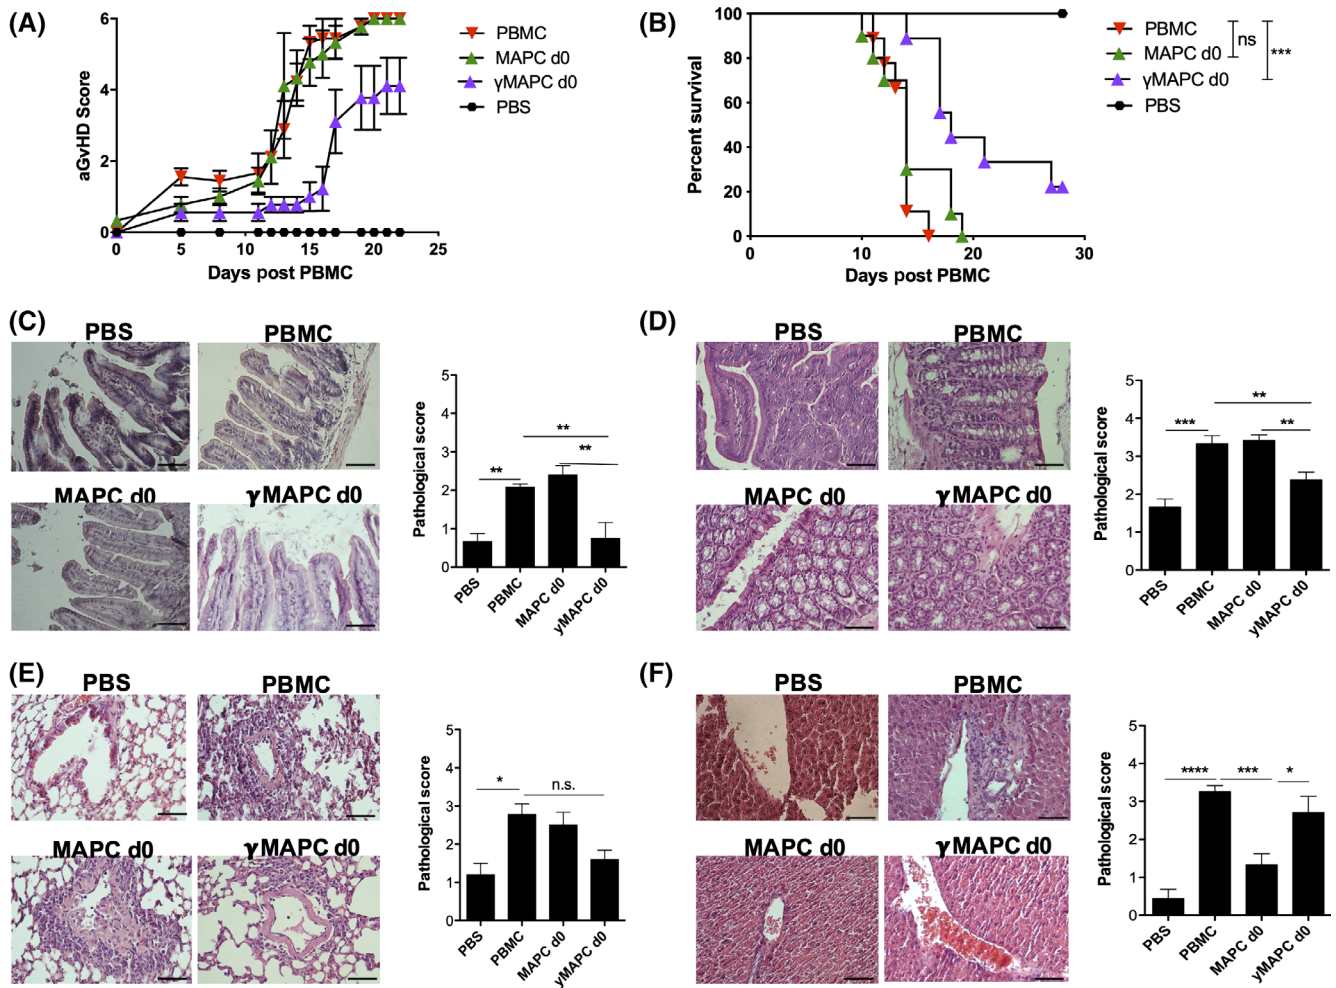 (A)
aGvHD Score
6
4
2
0
0 5 10 15 20 25
Days post PBMC
PBMC
MAPC d0
γMAPC d0
PBS
(B)
Percent survival
100
80
60
40
20
0
0 10 20 30
Days post PBMC
PBMC
MAPC d0
γMAPC d0
PBS
ns
***
(C)
PBS
PBMC
MAPC d0
γMAPC d0
Pathological score
5
4
3
2
1
0
**
**
**
PBS
PBMC
MAPC d0
yMAPC d0
(D)
PBS
PBMC
MAPC d0
γMAPC d0
Pathological score
5
4
3
2
1
0
**
***
**
PBS
PBMC
MAPC d0
yMAPC d0
(E)
PBS
PBMC
MAPC d0
γMAPC d0
Pathological score
5
4
3
2
1
0
*
n.s.
PBS
PBMC
MAPC d0
yMAPC d0
(F)
PBS
PBMC
MAPC d0
γMAPC d0
Pathological score
5
4
3
2
1
0
****
***
*
PBS
PBMC
MAPC d0
yMAPC d0